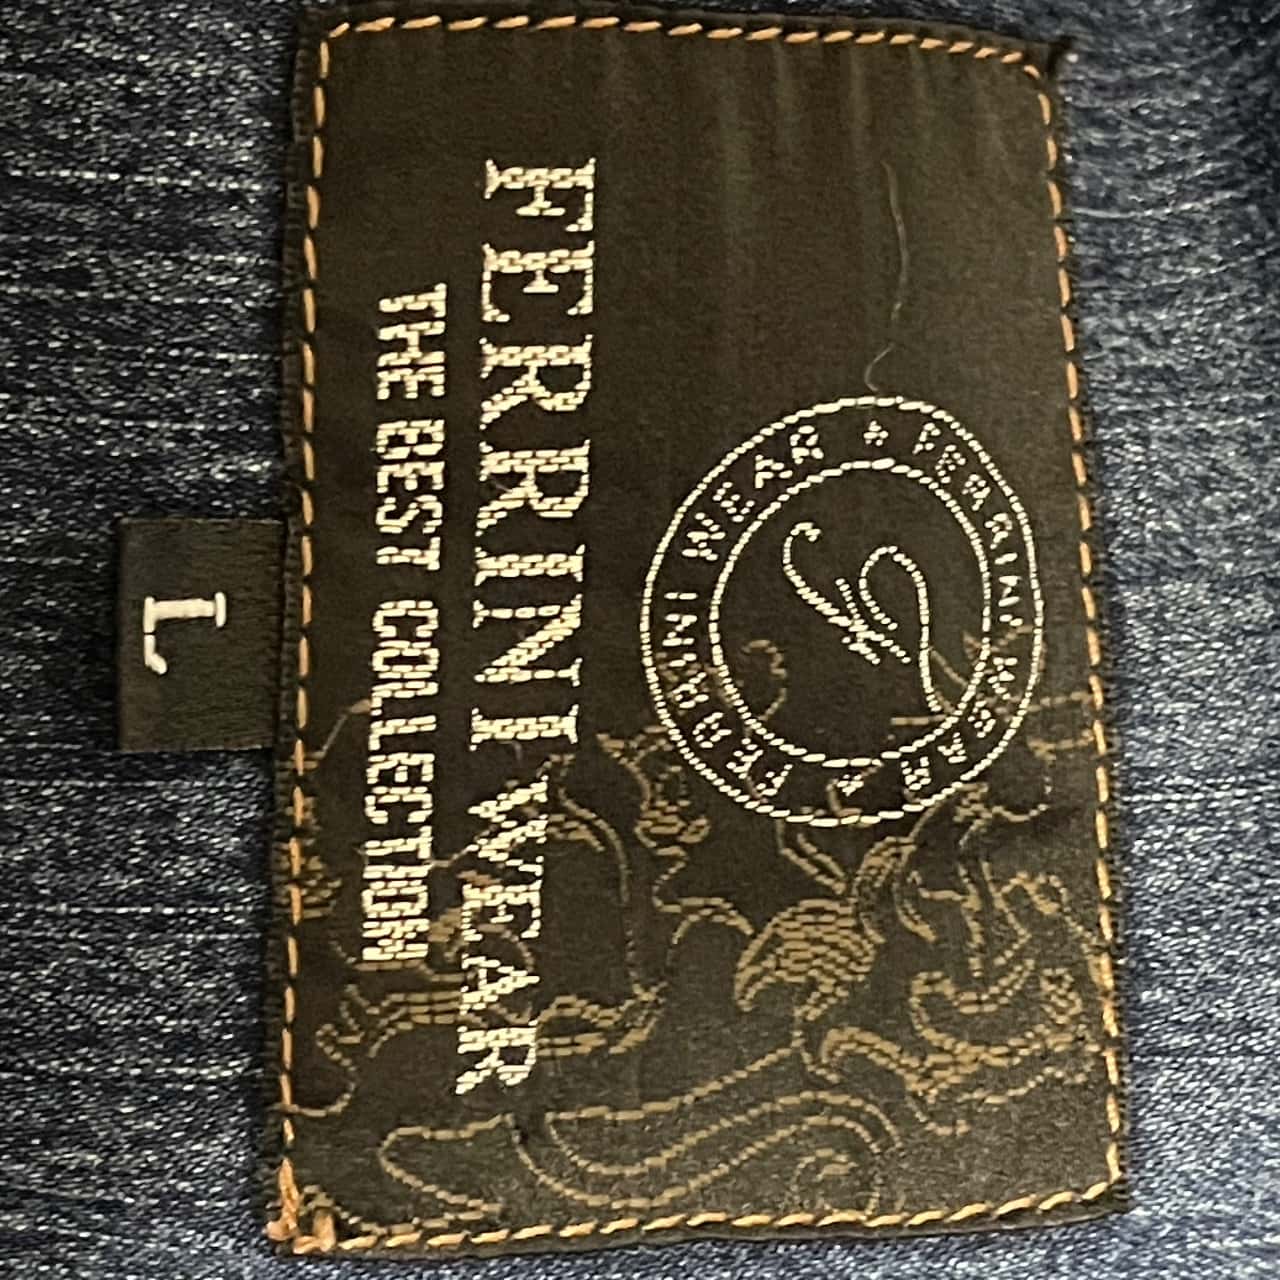 FERRINI WEAR * FERRINI WEAR *
FERRINI WEAR
THE BEST COLLECTION
L